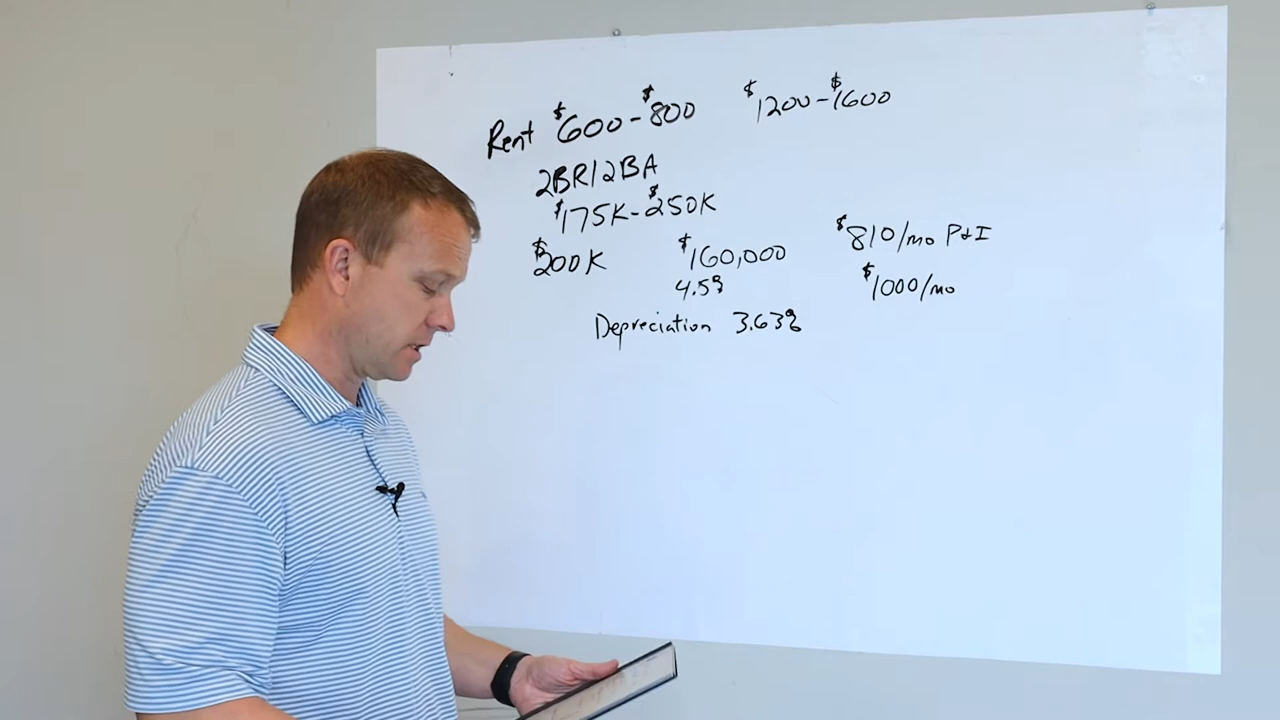 Rent $600-$800 $1200-$1600
2BR/2BA
$175K-$250K
$200K $160,000 $810/mo P&I
4.5% $1000/mo
Depreciation 3.63%